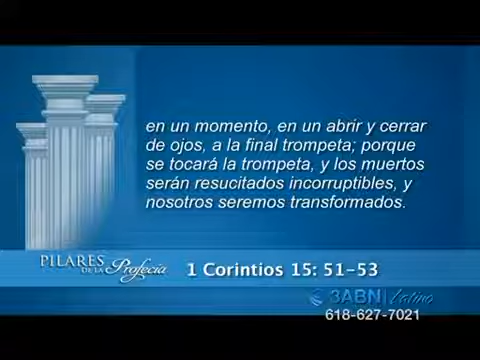 en un momento, en un abrir y cerrar
de ojos, a la final trompeta; porque
se tocará la trompeta, y los muertos
serán resucitados incorruptibles, y
nosotros seremos transformados.
PILARES
DE LA Profecía
1 Corintios 15: 51-53
3ABN Latino
618-627-7021